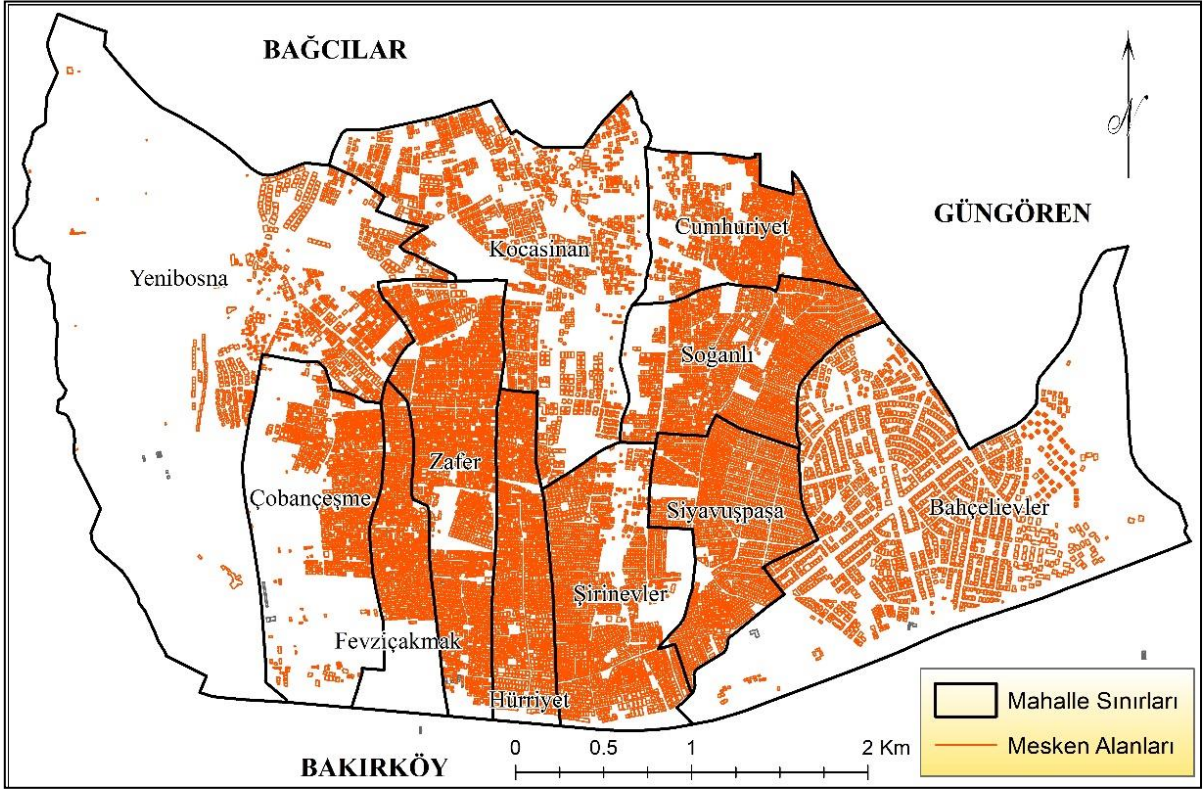 BAĞCILAR
N
GÜNGÖREN
Cumhuriyet
Kocasinan
Yenibosna
Soğanlı
Zafer
Çobançeşme
Siyavuşpaşa
Bahçelievler
Şirinevler
Fevziçakmak
Hürriyet
BAKIRKÖY
0 0.5 1 2 Km
Mahalle Sınırları
Mesken Alanları